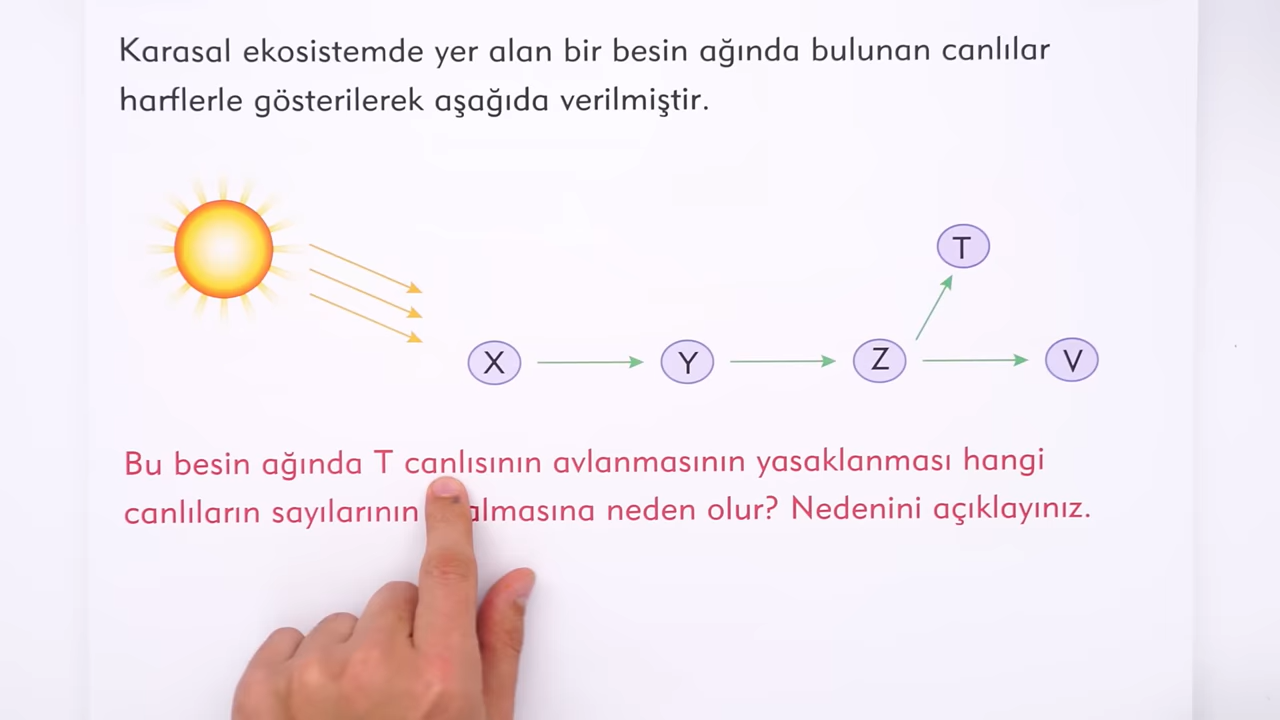 Karasal ekosistemde yer alan bir besin ağında bulunan canlılar
harflerle gösterilerek aşağıda verilmiştir.
T
X Y Z V
Bu besin ağında T canlısının avlanmasının yasaklanması hangi
canlıların sayılarının neden olur? Nedenini açıklayınız.